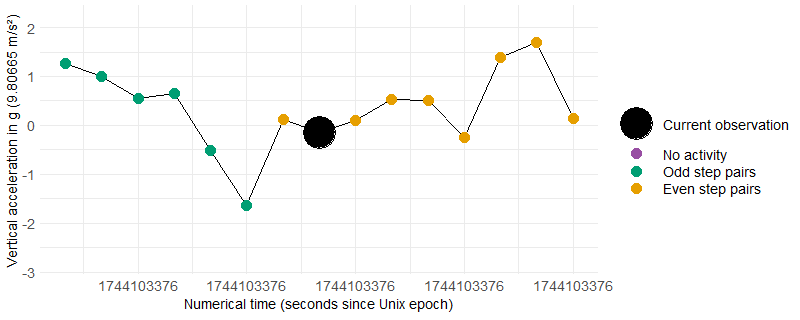 Vertical acceleration in g (9.80665 m/s²)
2
1
0
-1
-2
-3
1744103376 1744103376 1744103376 1744103376 1744103376
Numerical time (seconds since Unix epoch)
Current observation
No activity
Odd step pairs
Even step pairs